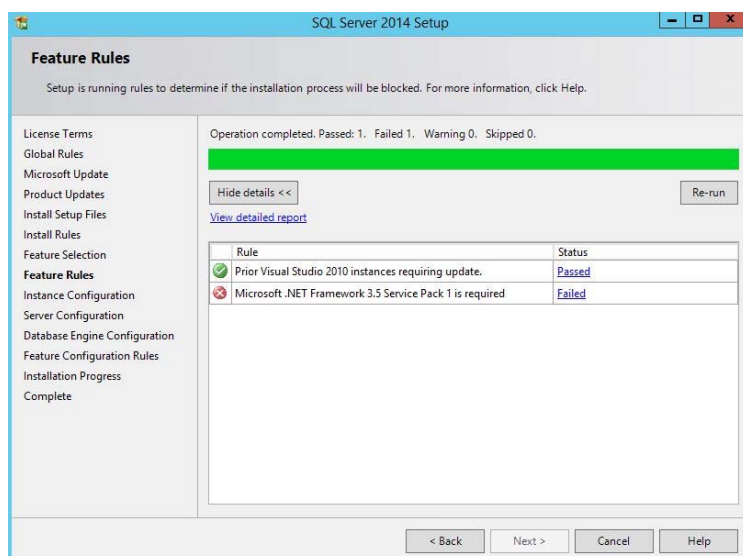 SQL Server 2014 Setup
Feature Rules
Setup is running rules to determine if the installation process will be blocked. For more information, click Help.
License Terms
Global Rules
Microsoft Update
Product Updates
Install Setup Files
Install Rules
Feature Selection
Feature Rules
Instance Configuration
Server Configuration
Database Engine Configuration
Feature Configuration Rules
Installation Progress
Complete
Operation completed. Passed: 1. Failed 1. Warning 0. Skipped 0.
Hide details << Re-run
View detailed report
Rule Status
Prior Visual Studio 2010 instances requiring update. Passed
Microsoft .NET Framework 3.5 Service Pack 1 is required Failed
< Back Next > Cancel Help